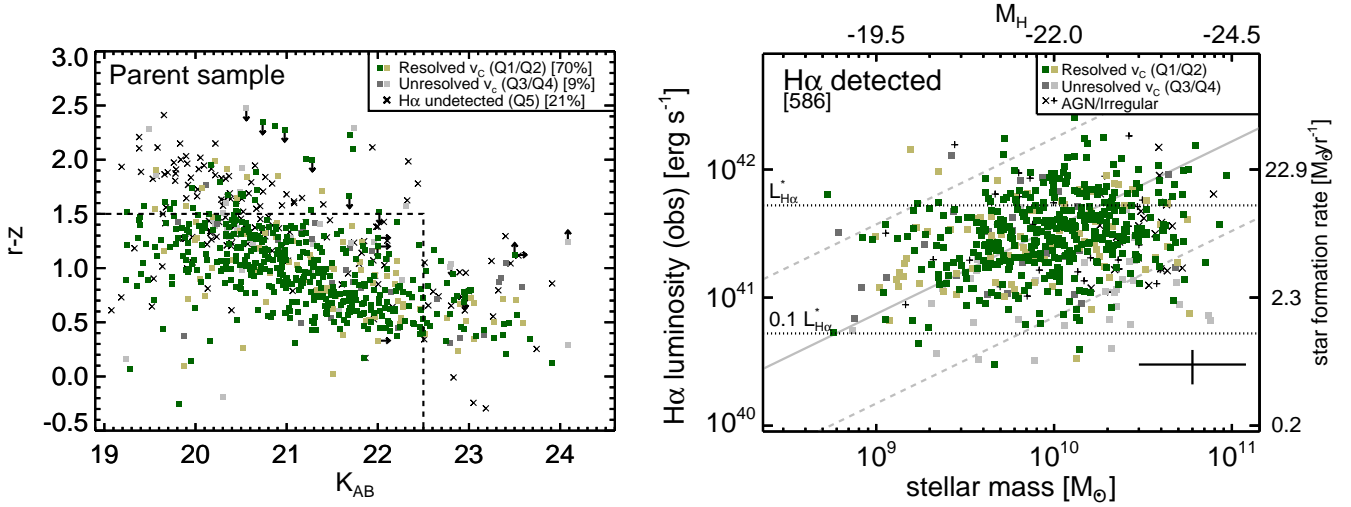 Parent sample
Resolved v_C (Q1/Q2) [70%]
Unresolved v_C (Q3/Q4) [9%]
Hα undetected (Q5) [21%]
3.0
2.5
2.0
1.5
1.0
0.5
0.0
-0.5
r-z
19 20 21 22 23 24
K_AB
M_H
-19.5 -22.0 -24.5
Hα detected
[586]
Resolved v_C (Q1/Q2)
Unresolved v_C (Q3/Q4)
AGN/Irregular
Hα luminosity (obs) [erg s^-1]
10^42
10^41
10^40
L*_Hα
0.1 L*_Hα
22.9
2.3
0.2
star formation rate [M_⊙yr^-1]
10^9 10^10 10^11
stellar mass [M_⊙]